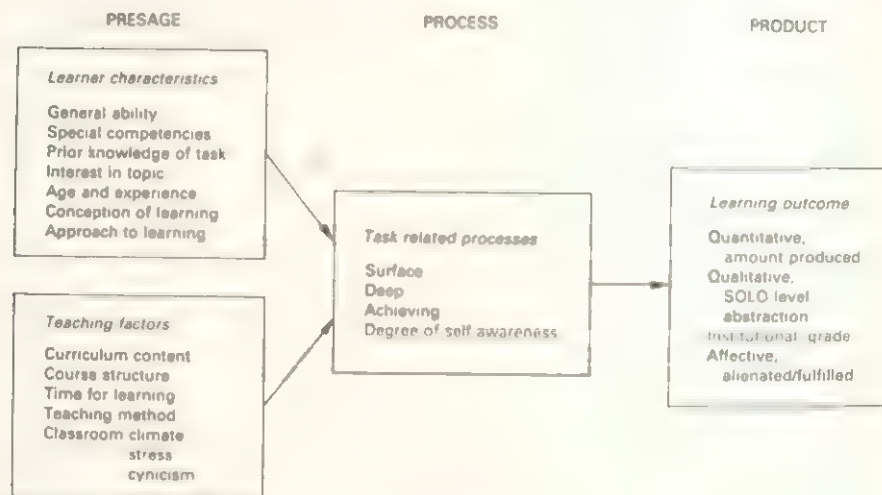 PRESAGE
PROCESS
PRODUCT
Learner characteristics
General ability
Special competencies
Prior knowledge of task
Interest in topic
Age and experience
Conception of learning
Approach to learning
Teaching factors
Curriculum content
Course structure
Time for learning
Teaching method
Classroom climate
stress
cynicism
Task related processes
Surface
Deep
Achieving
Degree of self awareness
Learning outcome
Quantitative,
amount produced
Qualitative,
SOLO level
abstraction
Institutional grade
Affective,
alienated/fulfilled